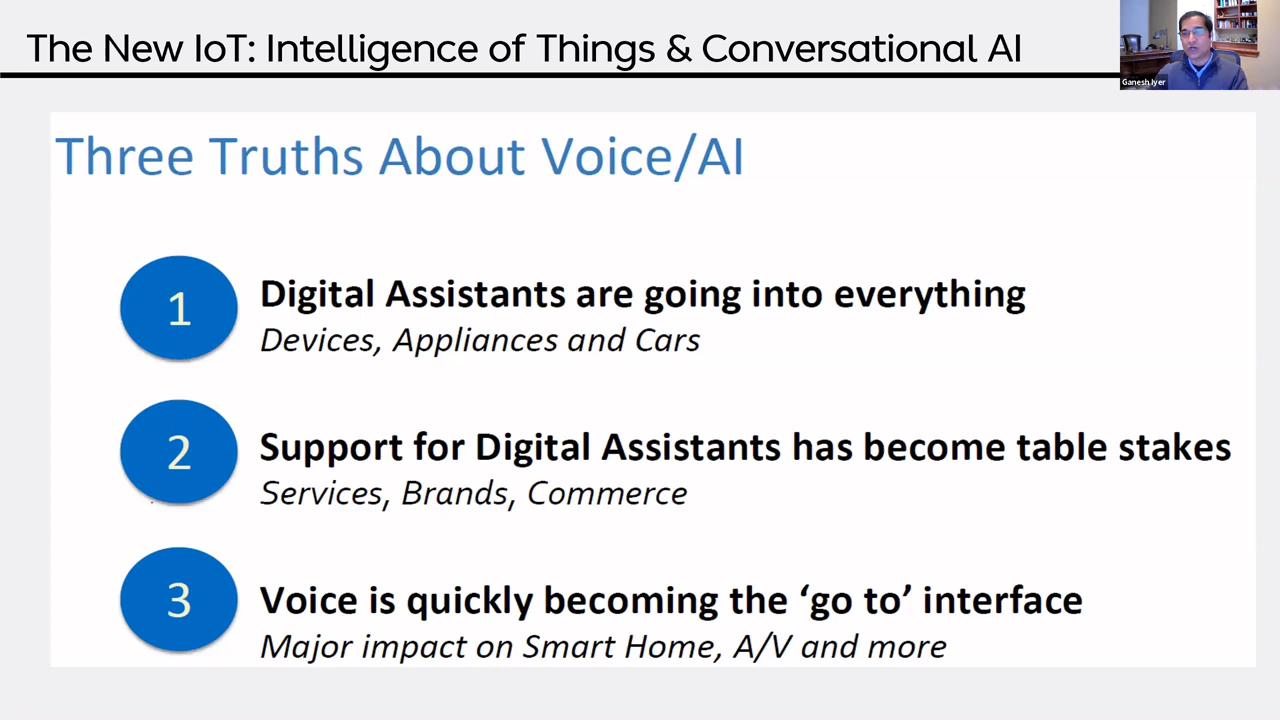 The New IoT: Intelligence of Things & Conversational AI
Ganesh Iyer
Three Truths About Voice/AI
1
Digital Assistants are going into everything
Devices, Appliances and Cars
2
Support for Digital Assistants has become table stakes
Services, Brands, Commerce
3
Voice is quickly becoming the ‘go to’ interface
Major impact on Smart Home, A/V and more